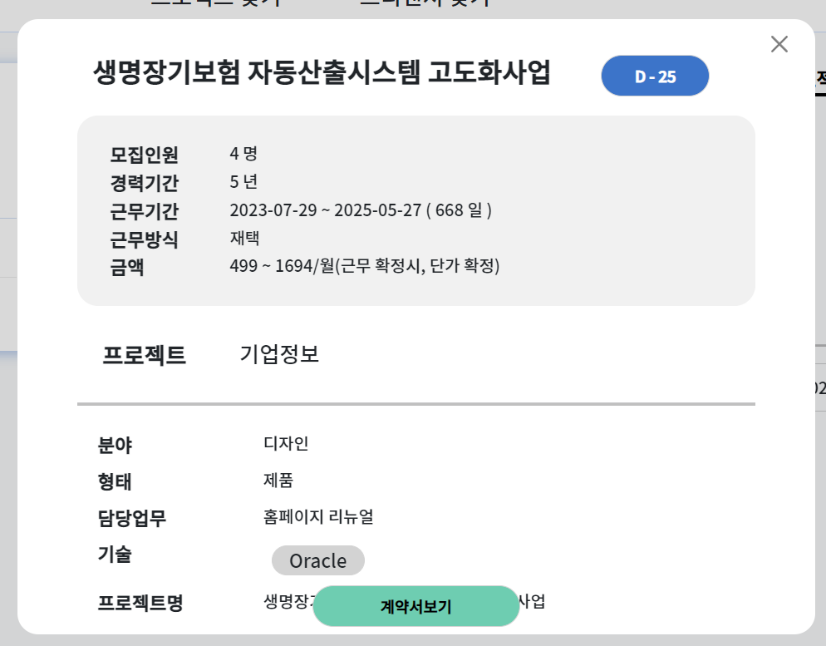 생명장기보험 자동산출시스템 고도화사업
D - 25
모집인원 4 명
경력기간 5 년
근무기간 2023-07-29 ~ 2025-05-27 ( 668 일 )
근무방식 재택
금액 499 ~ 1694/월(근무 확정시, 단가 확정)
프로젝트 기업정보
분야 디자인
형태 제품
담당업무 홈페이지 리뉴얼
기술 Oracle
프로젝트명 생명장 사업
계약서보기